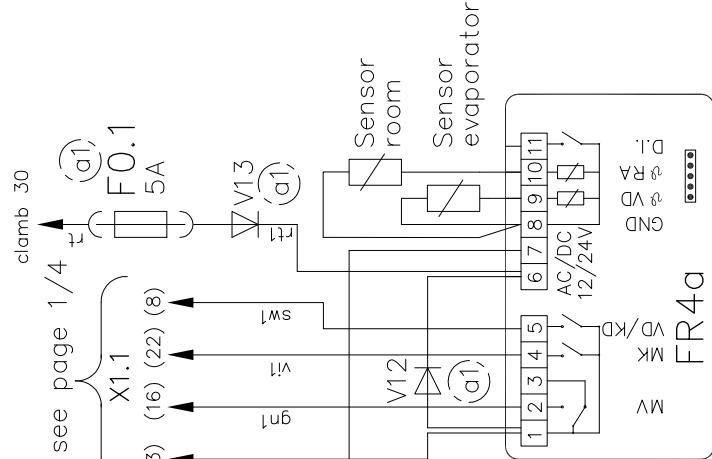 see page 1/4
X1.1
3)
(16)
(22)
(8)
gn1
vi1
sw1
clamb 30
rt
F0.1
5A
(a1)
V13
(a1)
rt1
V12
(a1)
Sensor
room
Sensor
evaporator
1
2
3
4
5
6
7
8
9
10
11
MV
MK
VD/KD
AC/DC
12/24V
GND
ϑ VD
ϑ RA
D.I.
FR4a